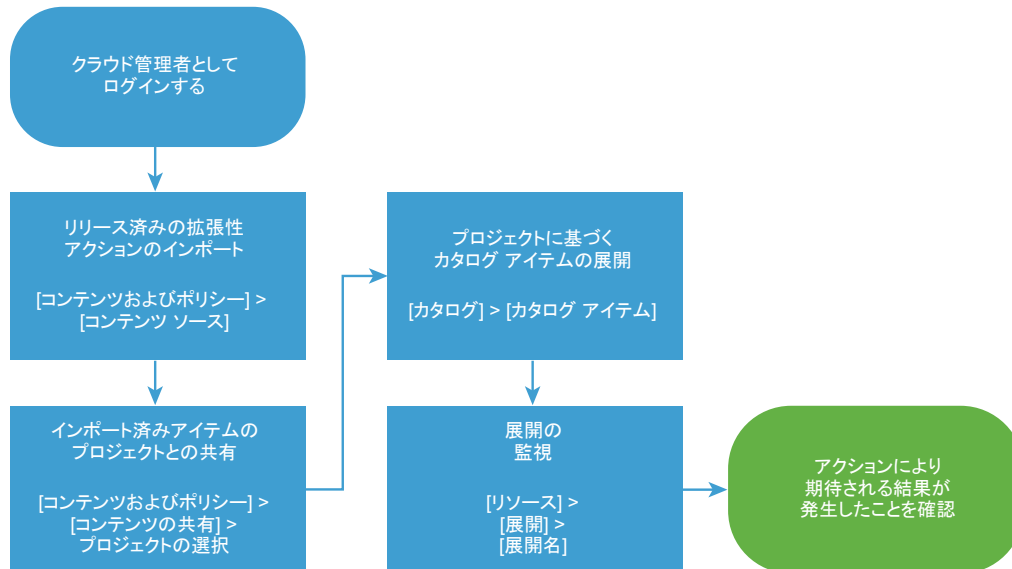 クラウド管理者として
ログインする
リリース済みの拡張性
アクションのインポート
[コンテンツおよびポリシー] >
[コンテンツ ソース]
インポート済みアイテムの
プロジェクトとの共有
[コンテンツおよびポリシー] >
[コンテンツの共有] >
プロジェクトの選択
プロジェクトに基づく
カタログ アイテムの展開
[カタログ] > [カタログ アイテム]
展開の
監視
[リソース] >
[展開] >
[展開名]
アクションにより
期待される結果が
発生したことを確認